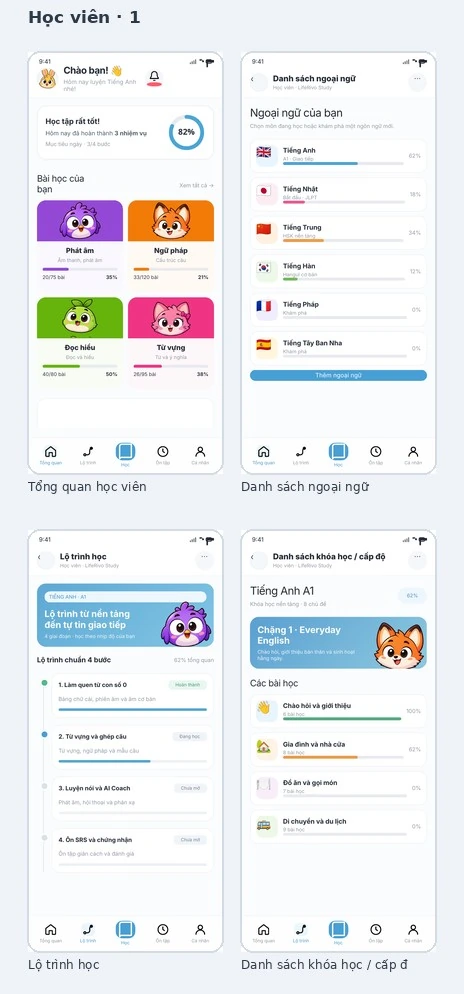 Học viên · 1
9:41
Chào bạn! 👋
Hôm nay luyện Tiếng Anh
nhé!
Học tập rất tốt!
Hôm nay đã hoàn thành 3 nhiệm vụ
Mục tiêu ngày · 3/4 bước
82%
Bài học của
bạn
Xem tất cả →
Phát âm
Âm thanh, phát âm
20/75 bài
35%
Ngữ pháp
Cấu trúc câu
33/120 bài
21%
Đọc hiểu
Đọc và hiểu
40/80 bài
50%
Từ vựng
Từ và ý nghĩa
26/95 bài
38%
Tổng quan
Lộ trình
Học
Ôn tập
Cá nhân
Tổng quan học viên
9:41
Danh sách ngoại ngữ
Học viên · LifeRivo Study
Ngoại ngữ của bạn
Chọn môn đang học hoặc khám phá một ngôn ngữ mới.
Tiếng Anh
A1 · Giao tiếp
62%
Tiếng Nhật
Bắt đầu · JLPT
18%
Tiếng Trung
HSK nền tảng
34%
Tiếng Hàn
Hangul cơ bản
12%
Tiếng Pháp
Khám phá
0%
Tiếng Tây Ban Nha
Khám phá
0%
Thêm ngoại ngữ
Tổng quan
Lộ trình
Học
Ôn tập
Cá nhân
Danh sách ngoại ngữ
9:41
Lộ trình học
Học viên · LifeRivo Study
TIẾNG ANH · A1
Lộ trình từ nền tảng
đến tự tin giao tiếp
4 giai đoạn · học theo nhịp độ của bạn
Lộ trình chuẩn 4 bước
62% tổng quan
1. Làm quen từ con số 0
Hoàn thành
Bảng chữ cái, phiên âm và âm cơ bản
2. Từ vựng và ghép câu
Đang học
Từ vựng, ngữ pháp và mẫu câu
3. Luyện nói và AI Coach
Chưa mở
Phát âm, hội thoại và phản xạ
4. Ôn SRS và chứng nhận
Chưa mở
Ôn tập giãn cách và đánh giá
Tổng quan
Lộ trình
Học
Ôn tập
Cá nhân
Lộ trình học
9:41
Danh sách khóa học / cấp độ
Học viên · LifeRivo Study
Tiếng Anh A1
Khóa học nền tảng · 8 chủ đề
62%
Chặng 1 · Everyday
English
Chào hỏi, giới thiệu bản thân và sinh hoạt
hằng ngày.
Các bài học
Chào hỏi và giới thiệu
8 bài học
100%
Gia đình và nhà cửa
8 bài học
62%
Đồ ăn và gọi món
7 bài học
0%
Di chuyển và du lịch
9 bài học
0%
Tổng quan
Lộ trình
Học
Ôn tập
Cá nhân
Danh sách khóa học / cấp đ